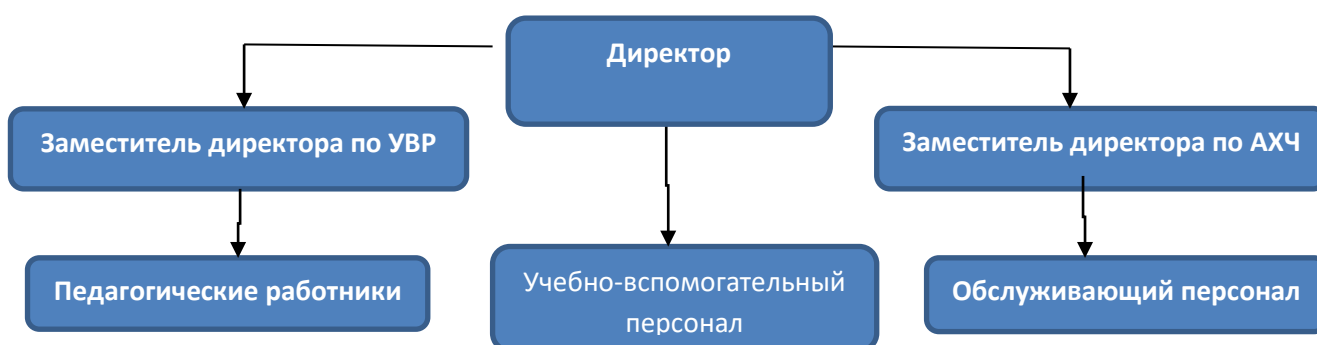 Директор
Заместитель директора по УВР
Заместитель директора по АХЧ
Педагогические работники
Учебно-вспомогательный
персонал
Обслуживающий персонал